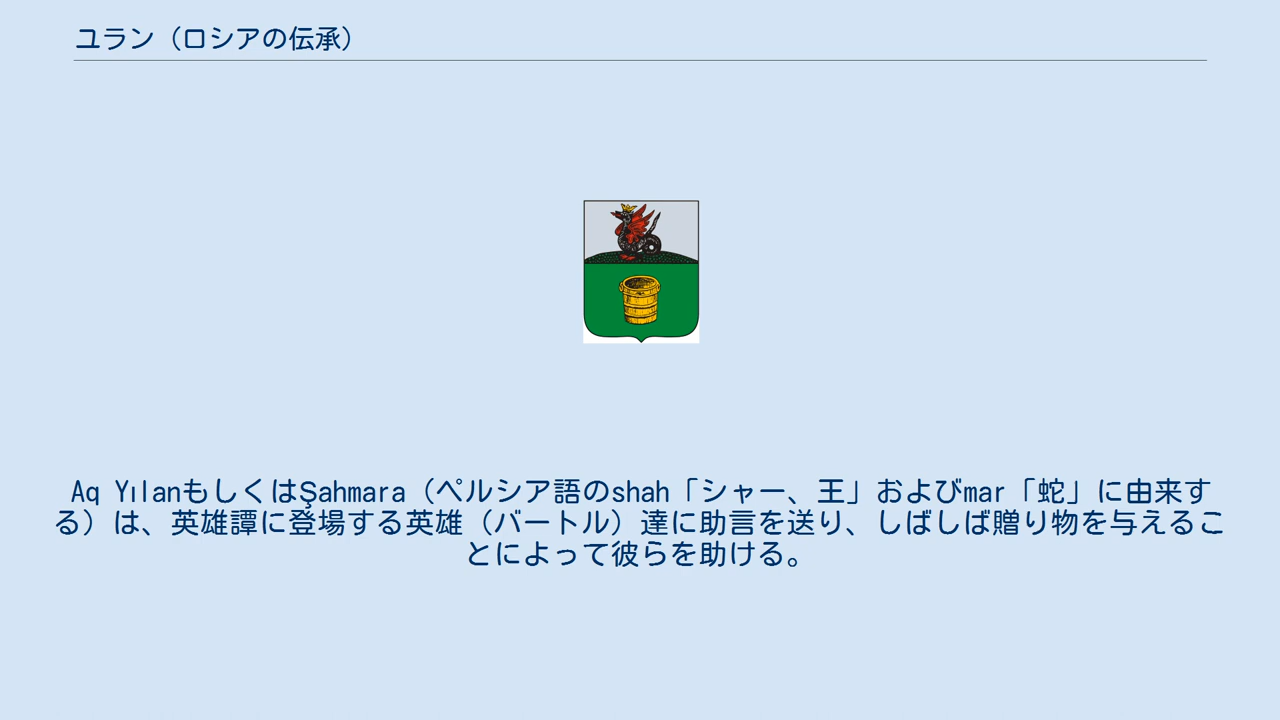 ユラン（ロシアの伝承）
Aq YılanもしくはŞahmara（ペルシア語のshah「シャー、王」およびmar「蛇」に由来す
る）は、英雄譚に登場する英雄（バートル）達に助言を送り、しばしば贈り物を与えるこ
とによって彼らを助ける。